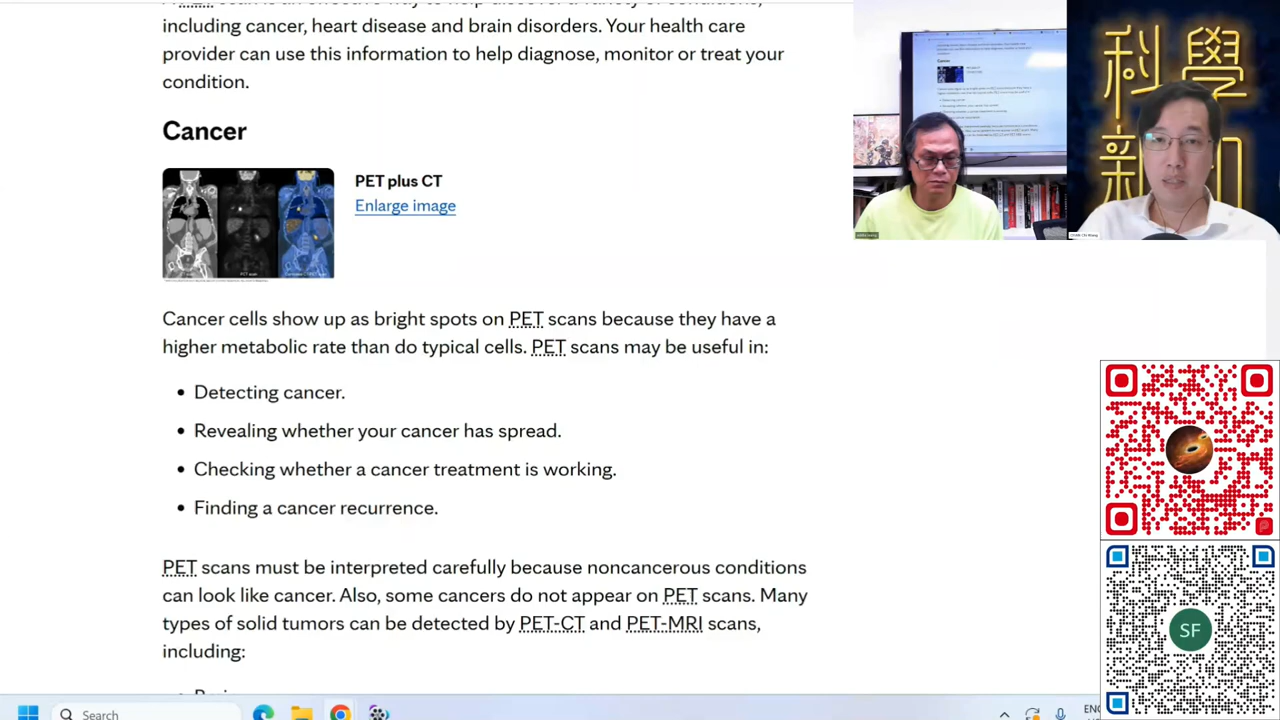 including cancer, heart disease and brain disorders. Your health care
provider can use this information to help diagnose, monitor or treat your
condition.
Cancer
PET plus CT
Enlarge image
Cancer cells show up as bright spots on PET scans because they have a
higher metabolic rate than do typical cells. PET scans may be useful in:
• Detecting cancer.
• Revealing whether your cancer has spread.
• Checking whether a cancer treatment is working.
• Finding a cancer recurrence.
PET scans must be interpreted carefully because noncancerous conditions
can look like cancer. Also, some cancers do not appear on PET scans. Many
types of solid tumors can be detected by PET-CT and PET-MRI scans,
including:
Search
ENG
科學
新
SF